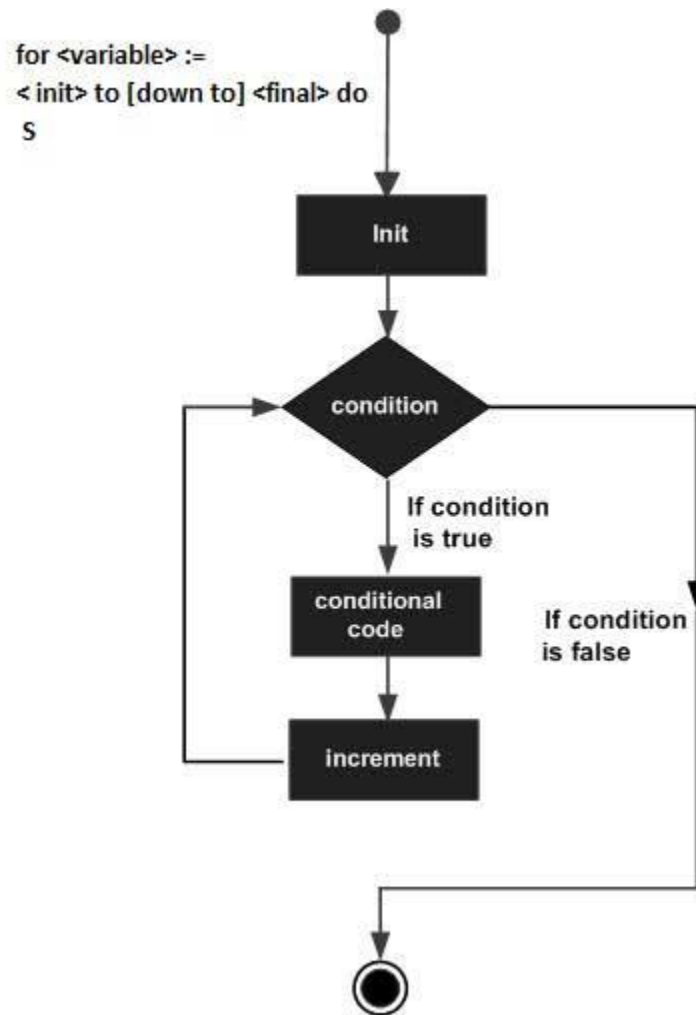 for <variable> :=
< init> to [down to] <final> do
S
Init
condition
If condition
is true
conditional
code
If condition
is false
increment